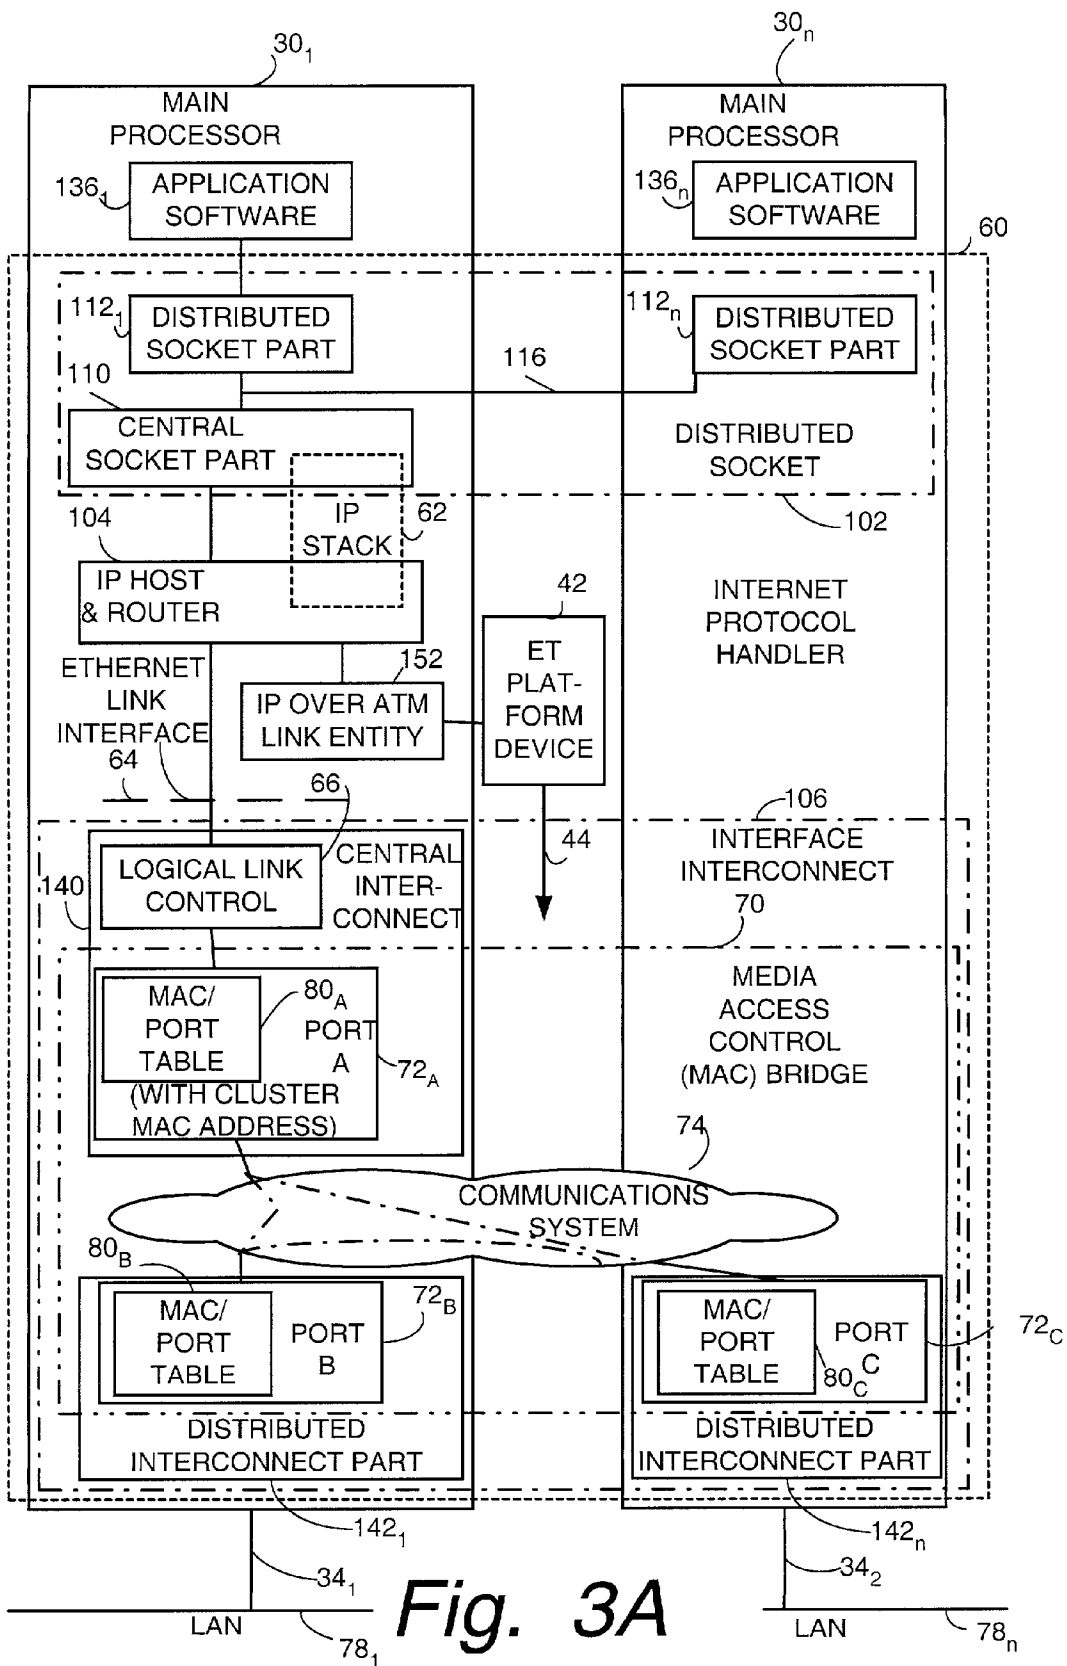 30₁
30ₙ
MAIN
PROCESSOR
MAIN
PROCESSOR
136₁
APPLICATION
SOFTWARE
136ₙ
APPLICATION
SOFTWARE
60
112₁
DISTRIBUTED
SOCKET PART
112ₙ
DISTRIBUTED
SOCKET PART
110
116
CENTRAL
SOCKET PART
DISTRIBUTED
SOCKET
104
IP
STACK
62
102
IP HOST
& ROUTER
42
INTERNET
PROTOCOL
HANDLER
ETHERNET
LINK
INTERFACE
152
IP OVER ATM
LINK ENTITY
ET
PLAT-
FORM
DEVICE
64
66
106
44
INTERFACE
INTERCONNECT
140
LOGICAL LINK
CONTROL
CENTRAL
INTER-
CONNECT
70
MAC/
PORT
TABLE
80A
PORT
A
72A
(WITH CLUSTER
MAC ADDRESS)
MEDIA
ACCESS
CONTROL
(MAC) BRIDGE
74
COMMUNICATIONS
SYSTEM
80B
MAC/
PORT
TABLE
PORT
B
72B
MAC/
PORT
TABLE
80C
PORT
C
72C
DISTRIBUTED
INTERCONNECT PART
DISTRIBUTED
INTERCONNECT PART
142₁
142ₙ
34₁
34₂
Fig. 3A
LAN
78₁
LAN
78ₙ